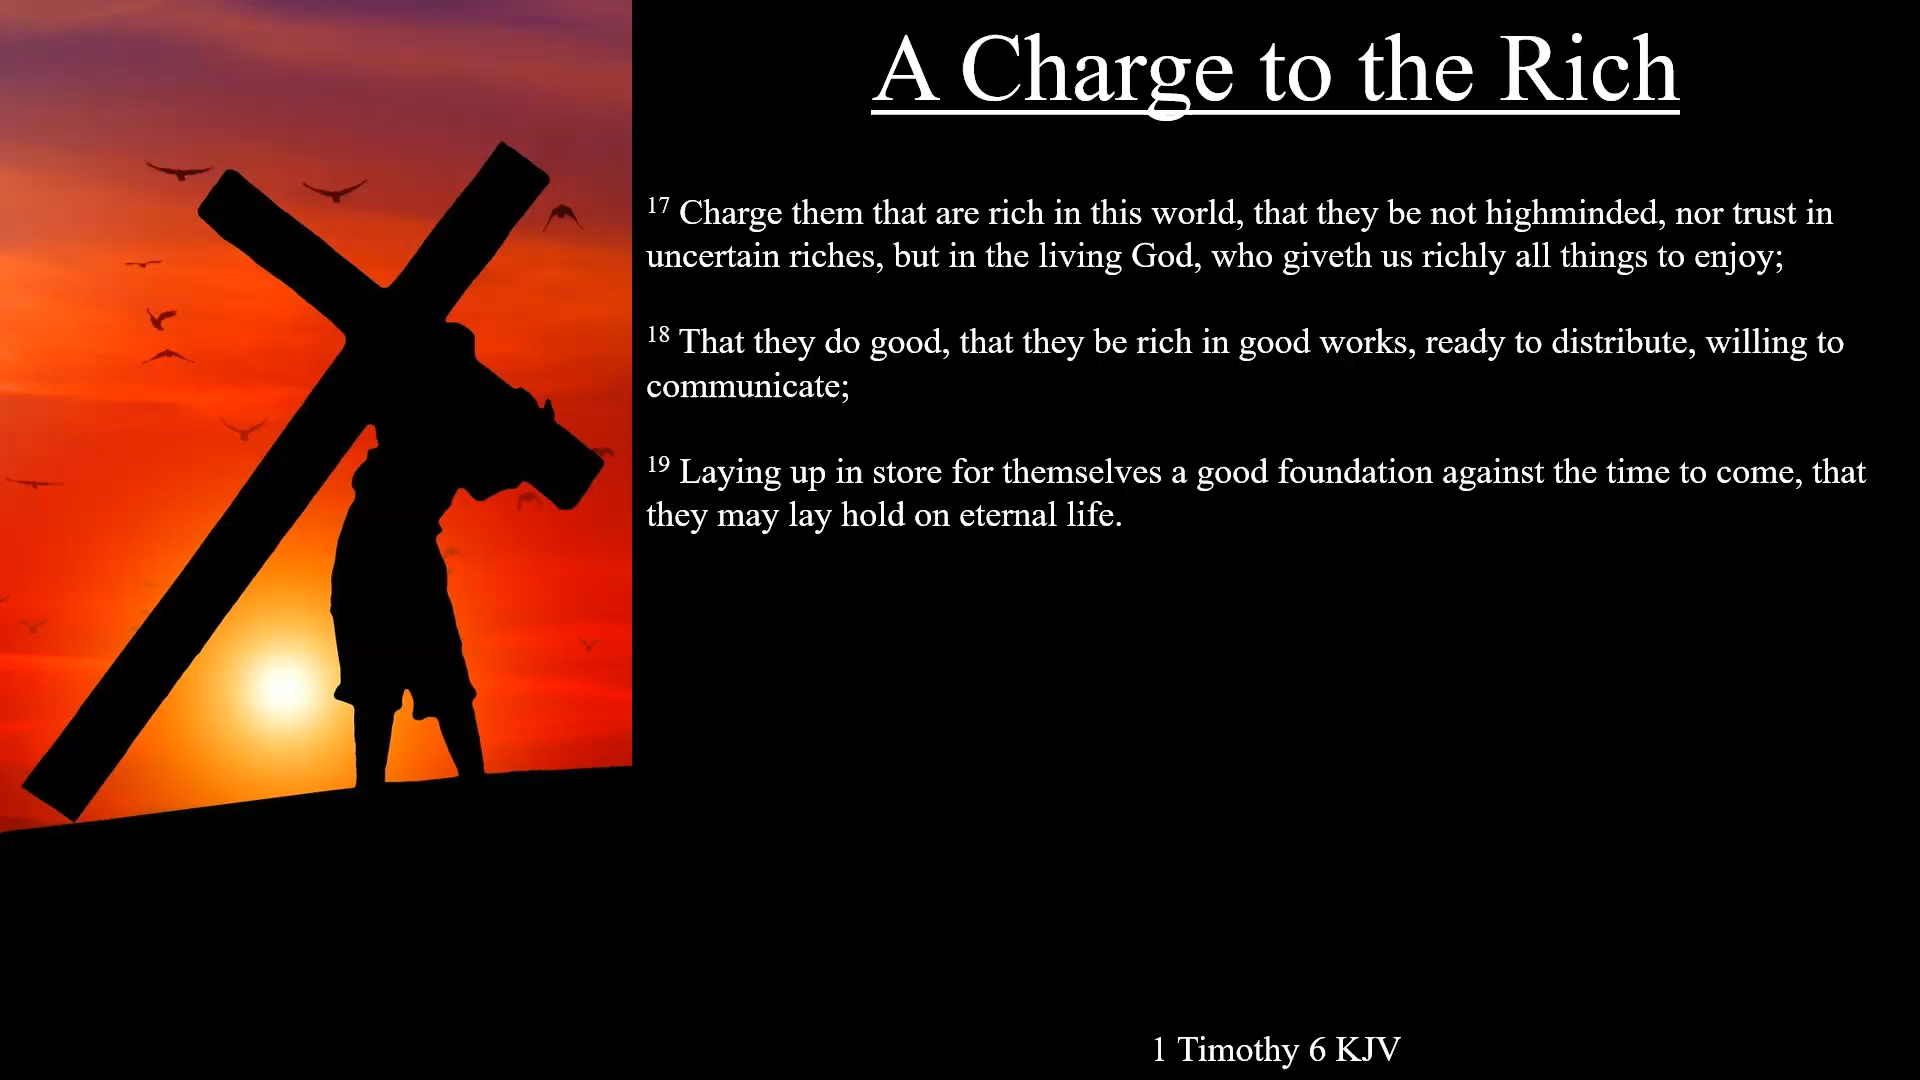 A Charge to the Rich
17 Charge them that are rich in this world, that they be not highminded, nor trust in
uncertain riches, but in the living God, who giveth us richly all things to enjoy;
18 That they do good, that they be rich in good works, ready to distribute, willing to
communicate;
19 Laying up in store for themselves a good foundation against the time to come, that
they may lay hold on eternal life.
1 Timothy 6 KJV